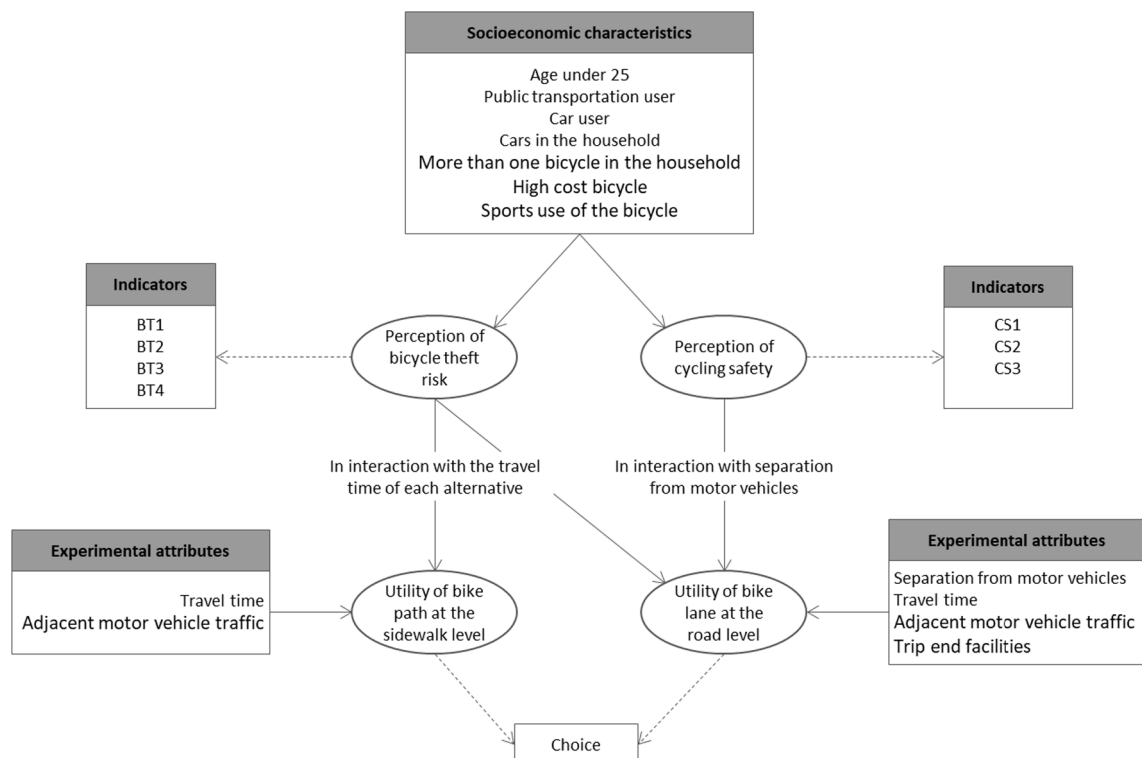 Socioeconomic characteristics
Age under 25
Public transportation user
Car user
Cars in the household
More than one bicycle in the household
High cost bicycle
Sports use of the bicycle
Indicators
BT1
BT2
BT3
BT4
Perception of
bicycle theft
risk
Perception of
cycling safety
Indicators
CS1
CS2
CS3
In interaction with the travel
time of each alternative
In interaction with separation
from motor vehicles
Experimental attributes
Travel time
Adjacent motor vehicle traffic
Utility of bike
path at the
sidewalk level
Utility of bike
lane at the
road level
Experimental attributes
Separation from motor vehicles
Travel time
Adjacent motor vehicle traffic
Trip end facilities
Choice